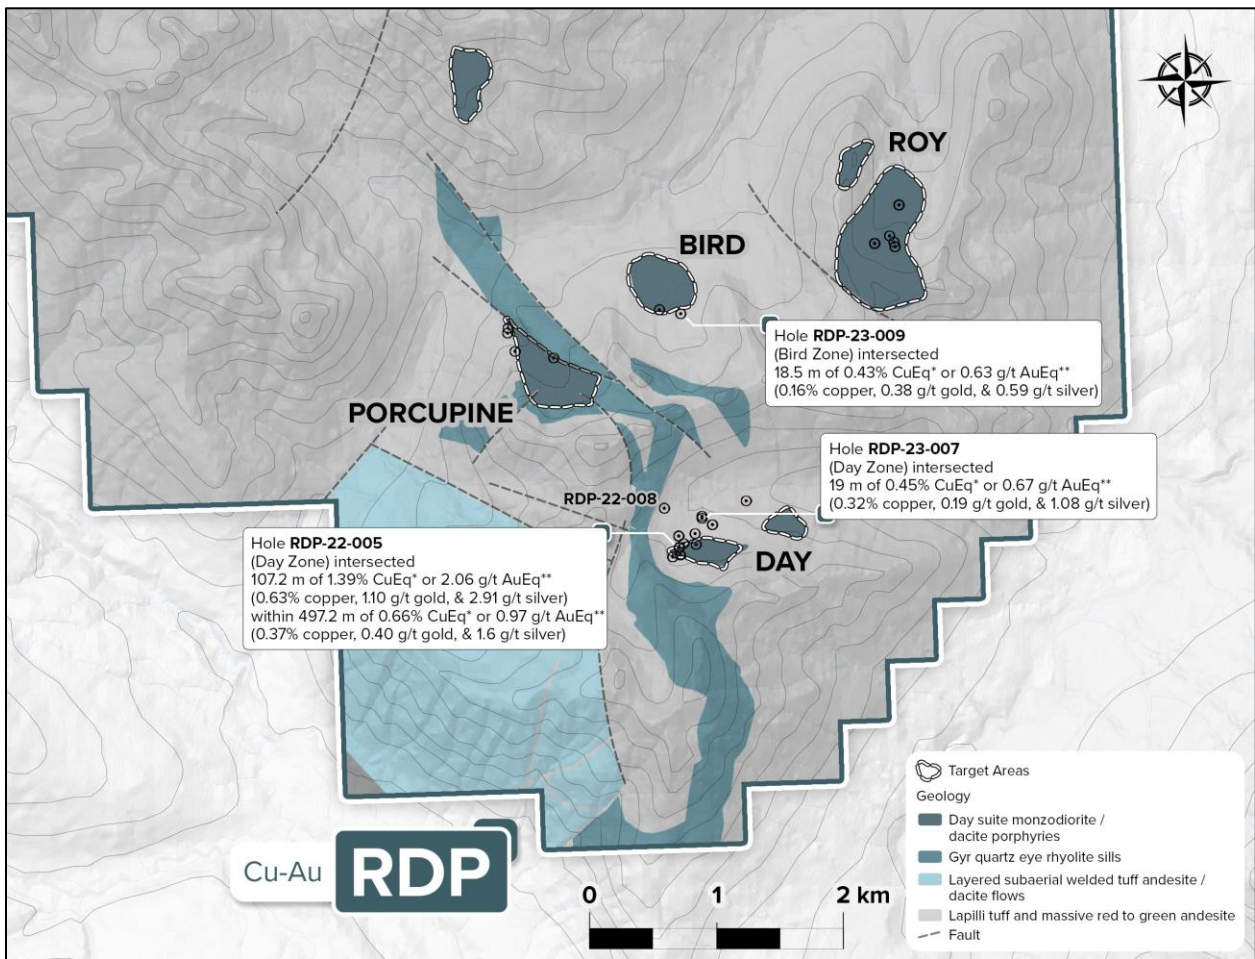 ROY
BIRD
Hole RDP-23-009
(Bird Zone) intersected
18.5 m of 0.43% CuEq* or 0.63 g/t AuEq**
(0.16% copper, 0.38 g/t gold, & 0.59 g/t silver)
PORCUPINE
Hole RDP-23-007
(Day Zone) intersected
19 m of 0.45% CuEq* or 0.67 g/t AuEq**
(0.32% copper, 0.19 g/t gold, & 1.08 g/t silver)
RDP-22-008
DAY
Hole RDP-22-005
(Day Zone) intersected
107.2 m of 1.39% CuEq* or 2.06 g/t AuEq**
(0.63% copper, 1.10 g/t gold, & 2.91 g/t silver)
within 497.2 m of 0.66% CuEq* or 0.97 g/t AuEq**
(0.37% copper, 0.40 g/t gold, & 1.6 g/t silver)
Target Areas
Geology
Day suite monzodiorite /
dacite porphyries
Gyr quartz eye rhyolite sills
Layered subaerial welded tuff andesite /
dacite flows
Lapilli tuff and massive red to green andesite
Fault
Cu-Au RDP
0 1 2 km